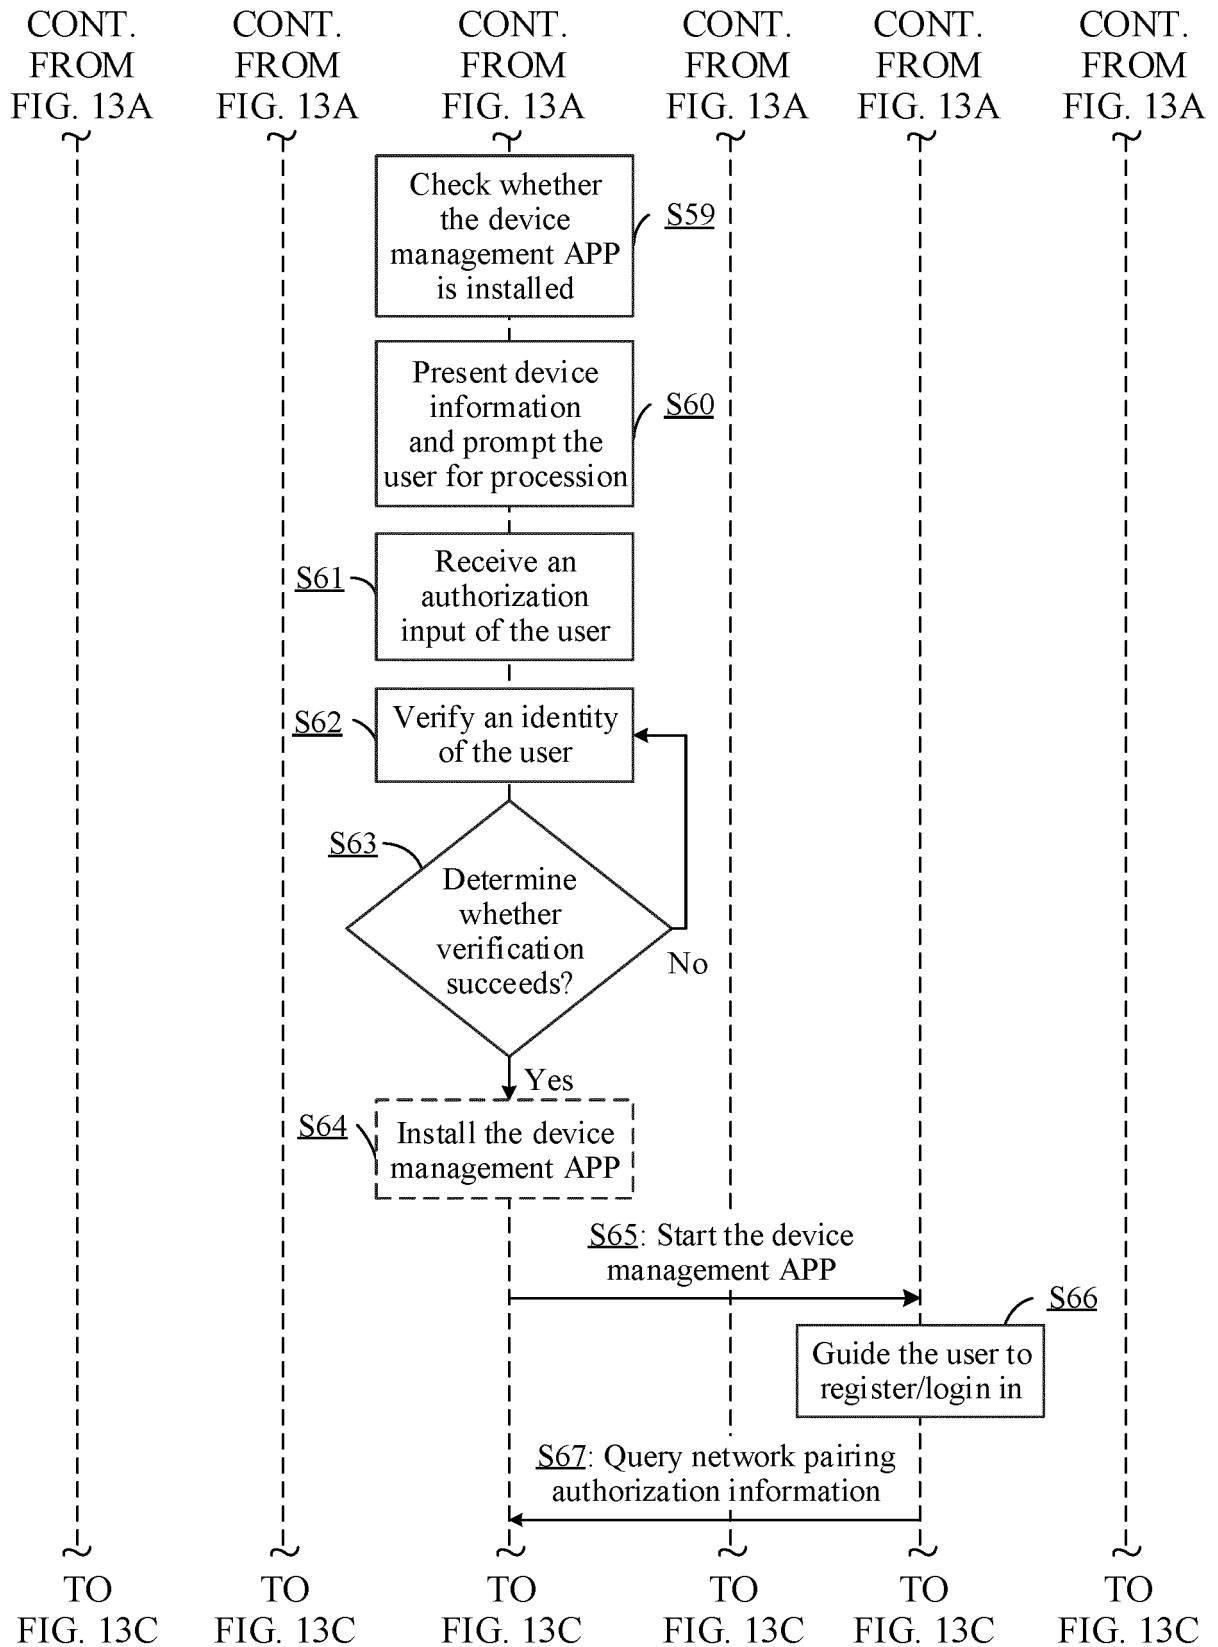 CONT.
FROM
FIG. 13A
CONT.
FROM
FIG. 13A
CONT.
FROM
FIG. 13A
CONT.
FROM
FIG. 13A
CONT.
FROM
FIG. 13A
CONT.
FROM
FIG. 13A
Check whether
the device
management APP
is installed
S59
Present device
information
and prompt the
user for procession
S60
S61
Receive an
authorization
input of the user
S62
Verify an identity
of the user
S63
Determine
whether
verification
succeeds?
No
Yes
S64
Install the device
management APP
S65: Start the device
management APP
S66
Guide the user to
register/login in
S67: Query network pairing
authorization information
TO
FIG. 13C
TO
FIG. 13C
TO
FIG. 13C
TO
FIG. 13C
TO
FIG. 13C
TO
FIG. 13C